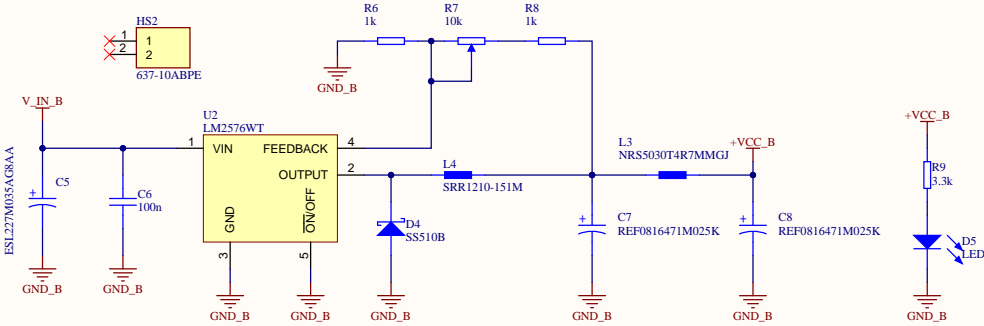 HS2
1 1
2 2
637-10ABPE
R6
1k
R7
10k
R8
1k
GND_B
V_IN_B
U2
LM2576WT
1 VIN
FEEDBACK 4
OUTPUT 2
GND
ON/OFF
3
5
ESL227M035AG8AA
+
C5
C6
100n
GND_B
GND_B
GND_B
GND_B
D4
SS510B
GND_B
L4
SRR1210-151M
L3
NRS5030T4R7MMGJ
+VCC_B
+
C7
REF0816471M025K
GND_B
+
C8
REF0816471M025K
GND_B
+VCC_B
R9
3.3k
D5
LED
GND_B